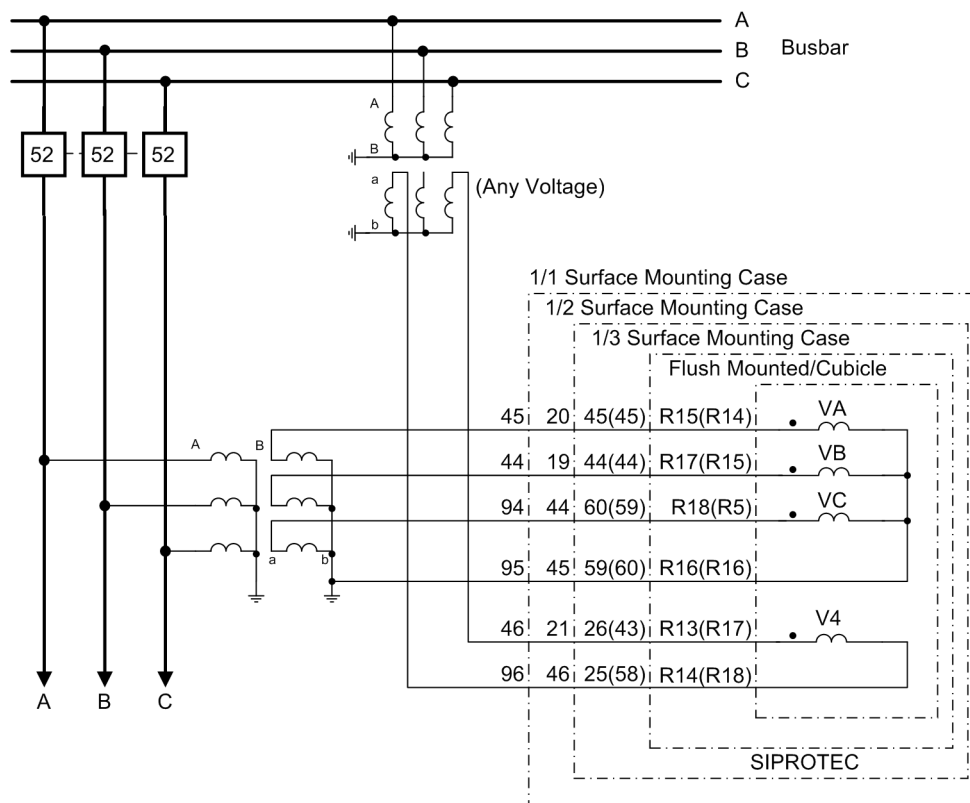 A
B Busbar
C
A
52 52 52
B
a (Any Voltage)
b
1/1 Surface Mounting Case
1/2 Surface Mounting Case
1/3 Surface Mounting Case
Flush Mounted/Cubicle
45 20 45(45) R15(R14) VA
A B
44 19 44(44) R17(R15) VB
94 44 60(59) R18(R5) VC
a b
95 45 59(60) R16(R16)
46 21 26(43) R13(R17) V4
96 46 25(58) R14(R18)
A B C
SIPROTEC